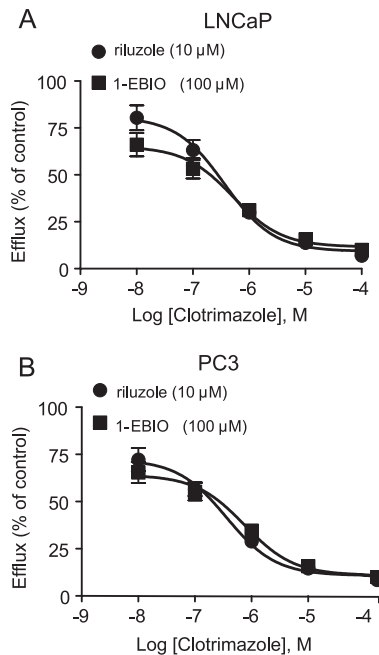 A
LNCaP
riluzole (10 µM)
1-EBIO (100 µM)
100
75
50
25
0
Efflux (% of control)
-9 -8 -7 -6 -5 -4
Log [Clotrimazole], M
B
PC3
riluzole (10 µM)
1-EBIO (100 µM)
100
75
50
25
0
Efflux (% of control)
-9 -8 -7 -6 -5 -4
Log [Clotrimazole], M